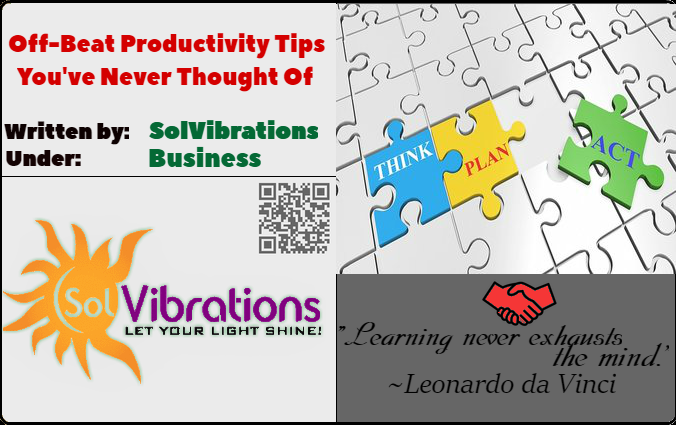 Off-Beat Productivity Tips
You've Never Thought Of
Written by: SolVibrations
Under: Business
THINK
PLAN
ACT
Sol Vibrations
LET YOUR LIGHT SHINE!
"Learning never exhausts
the mind."
~Leonardo da Vinci